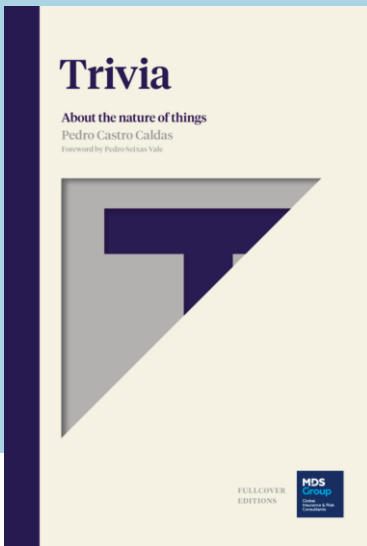 Trivia
About the nature of things
Pedro Castro Caldas
Foreword by Pedro Seixas Vale
FULLCOVER
EDITIONS
MDS
Group
Global
Insurance & Risk
Consultants